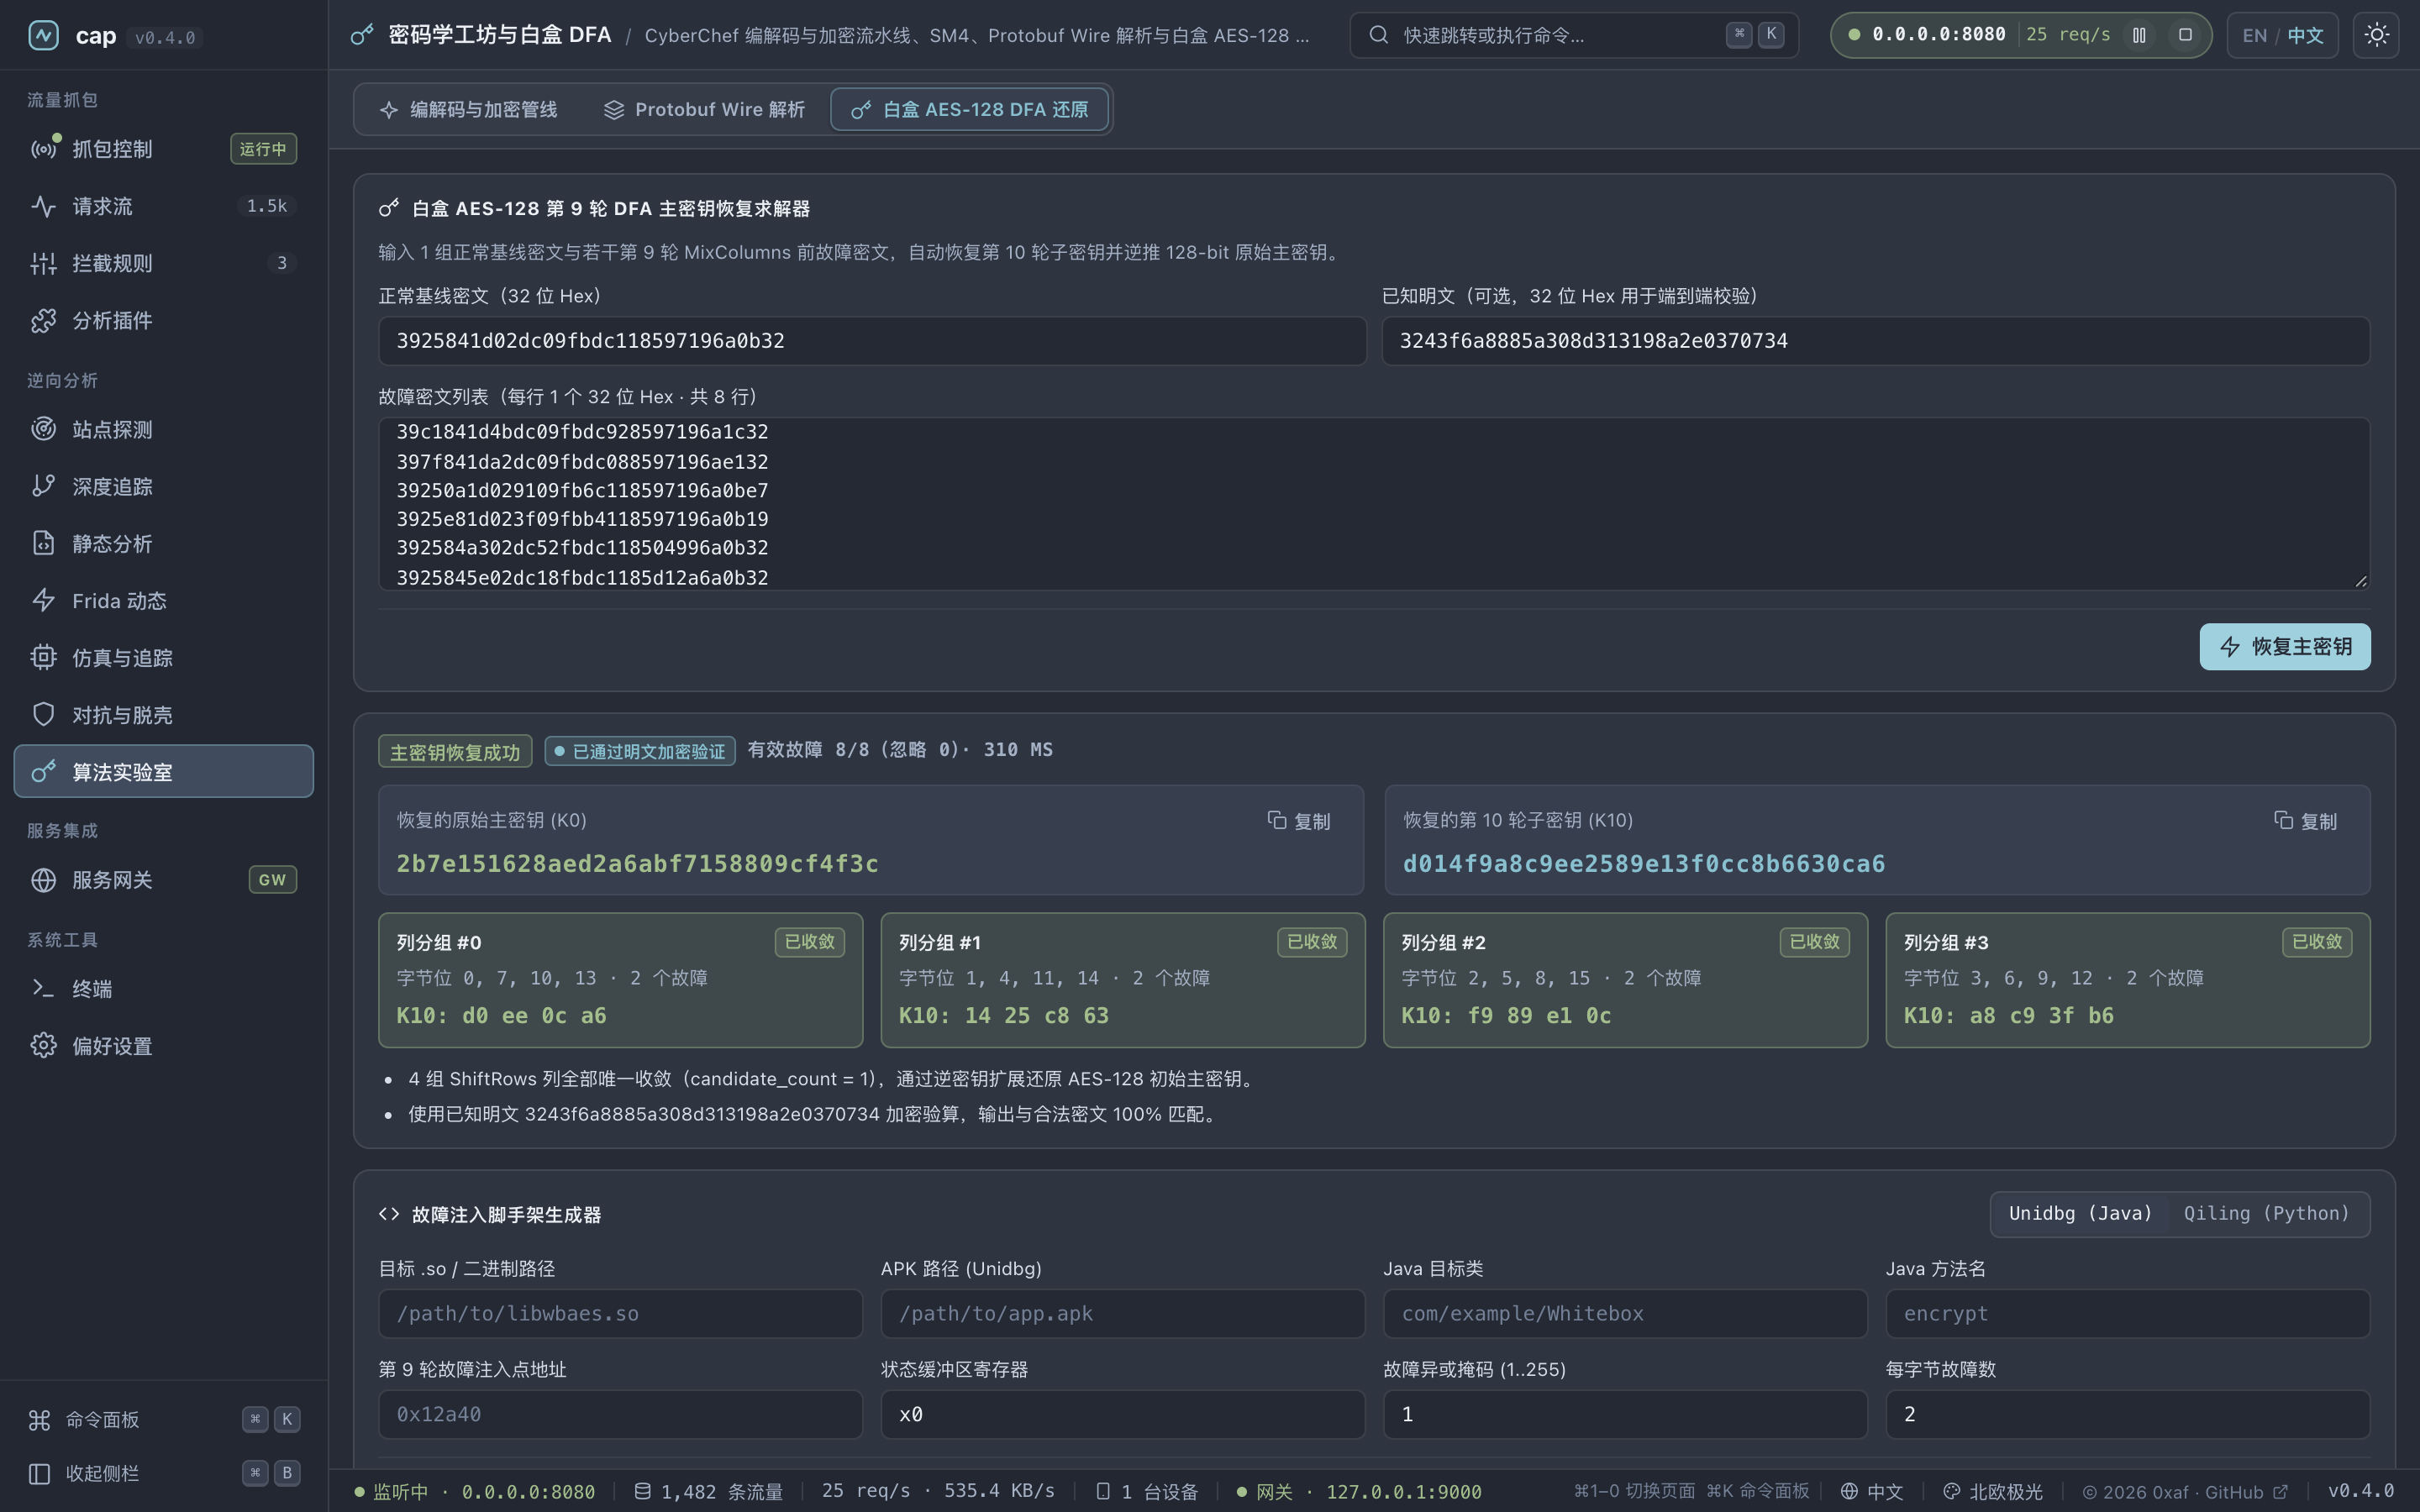 cap v0.4.0
密码学工坊与白盒 DFA / CyberChef 编解码与加密流水线、SM4、Protobuf Wire 解析与白盒 AES-128 ...
快速跳转或执行命令... ⌘ K
0.0.0.0:8080 25 req/s
EN / 中文
流量抓包
抓包控制 运行中
请求流 1.5k
拦截规则 3
分析插件
逆向分析
站点探测
深度追踪
静态分析
Frida 动态
仿真与追踪
对抗与脱壳
算法实验室
服务集成
服务网关 GW
系统工具
终端
偏好设置
命令面板 ⌘ K
收起侧栏 ⌘ B
编解码与加密管线 Protobuf Wire 解析 白盒 AES-128 DFA 还原
白盒 AES-128 第 9 轮 DFA 主密钥恢复求解器
输入 1 组正常基线密文与若干第 9 轮 MixColumns 前故障密文，自动恢复第 10 轮子密钥并逆推 128-bit 原始主密钥。
正常基线密文（32 位 Hex） 已知明文（可选，32 位 Hex 用于端到端校验）
3925841d02dc09fbdc118597196a0b32 3243f6a8885a308d313198a2e0370734
故障密文列表（每行 1 个 32 位 Hex · 共 8 行）
39c1841d4bdc09fbdc928597196a1c32
397f841da2dc09fbdc088597196ae132
39250a1d029109fb6c118597196a0be7
3925e81d023f09fbb4118597196a0b19
392584a302dc52fbdc118504996a0b32
3925845e02dc18fbdc1185d12a6a0b32
恢复主密钥
主密钥恢复成功 已通过明文加密验证 有效故障 8/8 (忽略 0)· 310 MS
恢复的原始主密钥 (K0) 复制
2b7e151628aed2a6abf7158809cf4f3c
恢复的第 10 轮子密钥 (K10) 复制
d014f9a8c9ee2589e13f0cc8b6630ca6
列分组 #0 已收敛
字节位 0, 7, 10, 13 · 2 个故障
K10: d0 ee 0c a6
列分组 #1 已收敛
字节位 1, 4, 11, 14 · 2 个故障
K10: 14 25 c8 63
列分组 #2 已收敛
字节位 2, 5, 8, 15 · 2 个故障
K10: f9 89 e1 0c
列分组 #3 已收敛
字节位 3, 6, 9, 12 · 2 个故障
K10: a8 c9 3f b6
4 组 ShiftRows 列全部唯一收敛（candidate_count = 1），通过逆密钥扩展还原 AES-128 初始主密钥。
使用已知明文 3243f6a8885a308d313198a2e0370734 加密验算，输出与合法密文 100% 匹配。
故障注入脚手架生成器 Unidbg (Java) Qiling (Python)
目标 .so / 二进制路径 APK 路径 (Unidbg) Java 目标类 Java 方法名
/path/to/libwbaes.so /path/to/app.apk com/example/Whitebox encrypt
第 9 轮故障注入点地址 状态缓冲区寄存器 故障异或掩码 (1..255) 每字节故障数
0x12a40 x0 1 2
监听中 · 0.0.0.0:8080 1,482 条流量 25 req/s · 535.4 KB/s 1 台设备 网关 · 127.0.0.1:9000 ⌘1–0 切换页面 ⌘K 命令面板 中文 北欧极光 © 2026 0xaf · GitHub v0.4.0